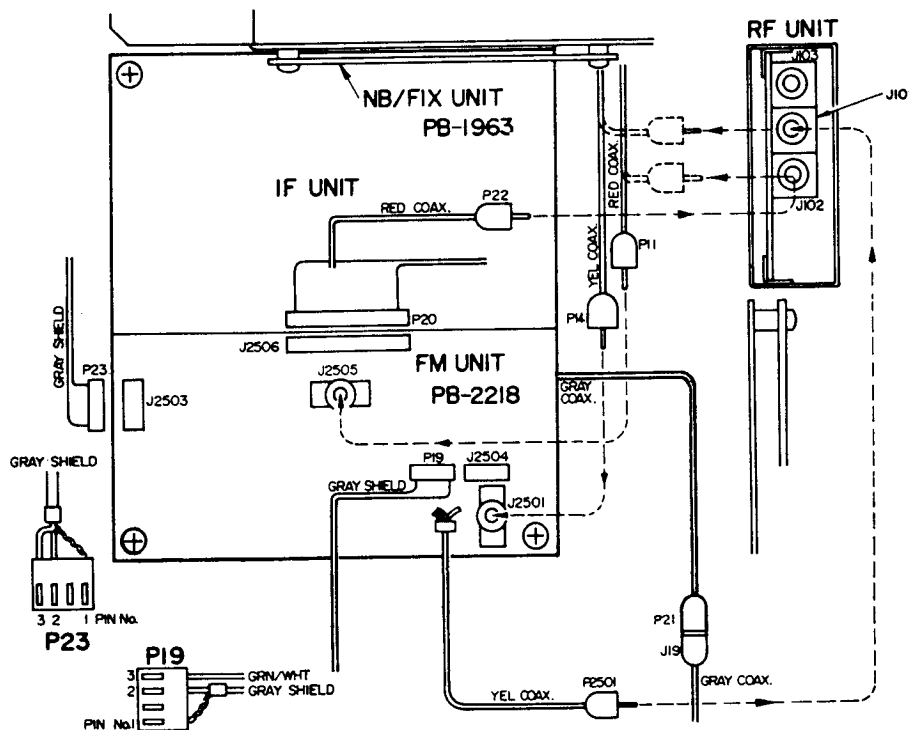 RF UNIT
J103
J10
J102
NB/FIX UNIT
PB-1963
IF UNIT
RED COAX.
P22
RED COAX.
YEL COAX.
P11
P14
P20
J2506
FM UNIT
PB-2218
GRAY SHIELD
P23
J2503
J2505
GRAY
COAX.
GRAY SHIELD
P19
J2504
GRAY SHIELD
J2501
3 2 1 PIN No.
P23
P21
J19
P19
3
GRN/WHT
2
GRAY SHIELD
PIN No.1
YEL COAX.
P2501
GRAY COAX.